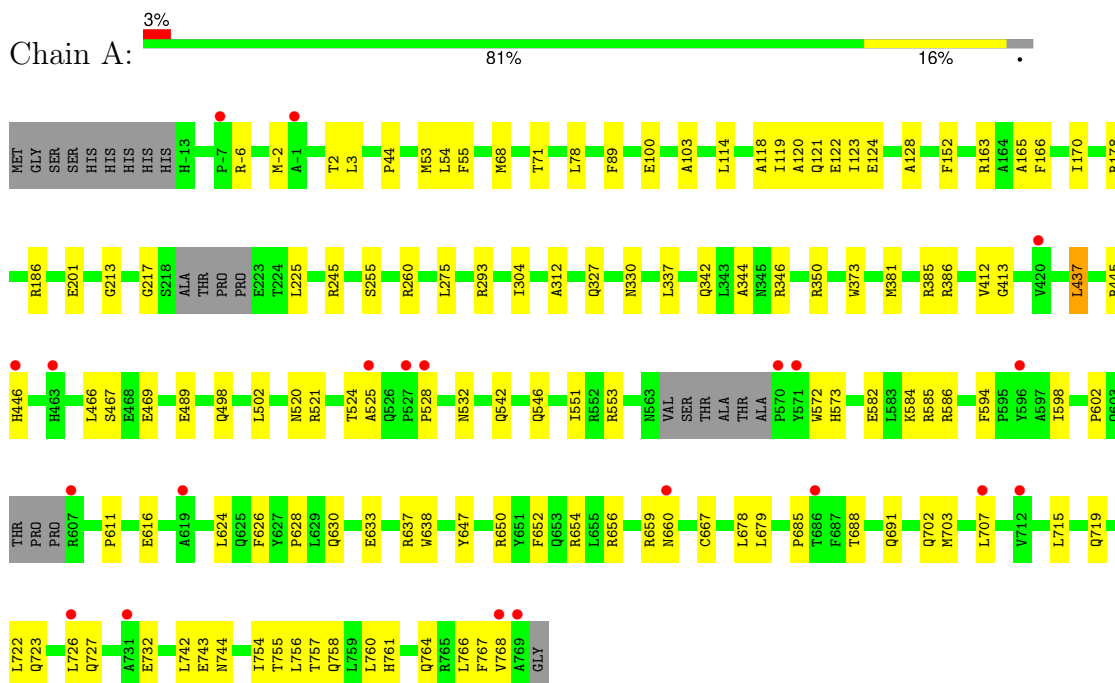 3%
Chain A:
81% 16% •
MET GLY SER SER HIS HIS HIS HIS HIS H-13 P-7 R-6 M-2 A-1 T2 L3 P44 M53 L54 F55 M68 T71 L78 F89 E100 A103 L114 A118 I119 A120 Q121 E122 I123 E124 A128 F152 R163 A164 A165 F166 I170
R186 E201 G213 G217 S218 ALA THR PRO PRO E223 T224 L225 R245 S255 R260 L275 R293 I304 A312 Q327 N330 L337 Q342 L343 A344 N345 R346 R350 W373 M381 R385 R386 V412 G413 V420 L437
H446 H463 L466 S467 E468 E469 E489 Q498 L502 N520 R521 T524 A525 Q526 P527 P528 N532 Q542 Q546 I551 R552 R553 N563 VAL SER THR ALA THR ALA P570 Y571 W572 H573 E582 L583 K584 R585 R586 F594 P595 Y596 A597 I598 P602
THR PRO PRO R607 P611 E616 A619 L624 Q625 F626 Y627 P628 L629 Q630 E633 R637 W638 Y647 R650 Y651 F652 Q653 R654 L655 R656 R659 N660 C667 L678 L679 P685 T686 F687 T688 Q691 Q702 M703 L707 V712 L715 Q719
L722 Q723 L726 Q727 A731 E732 L742 E743 N744 I754 T755 L756 T757 Q758 L759 L760 H761 Q764 R765 L766 F767 V768 A769 GLY